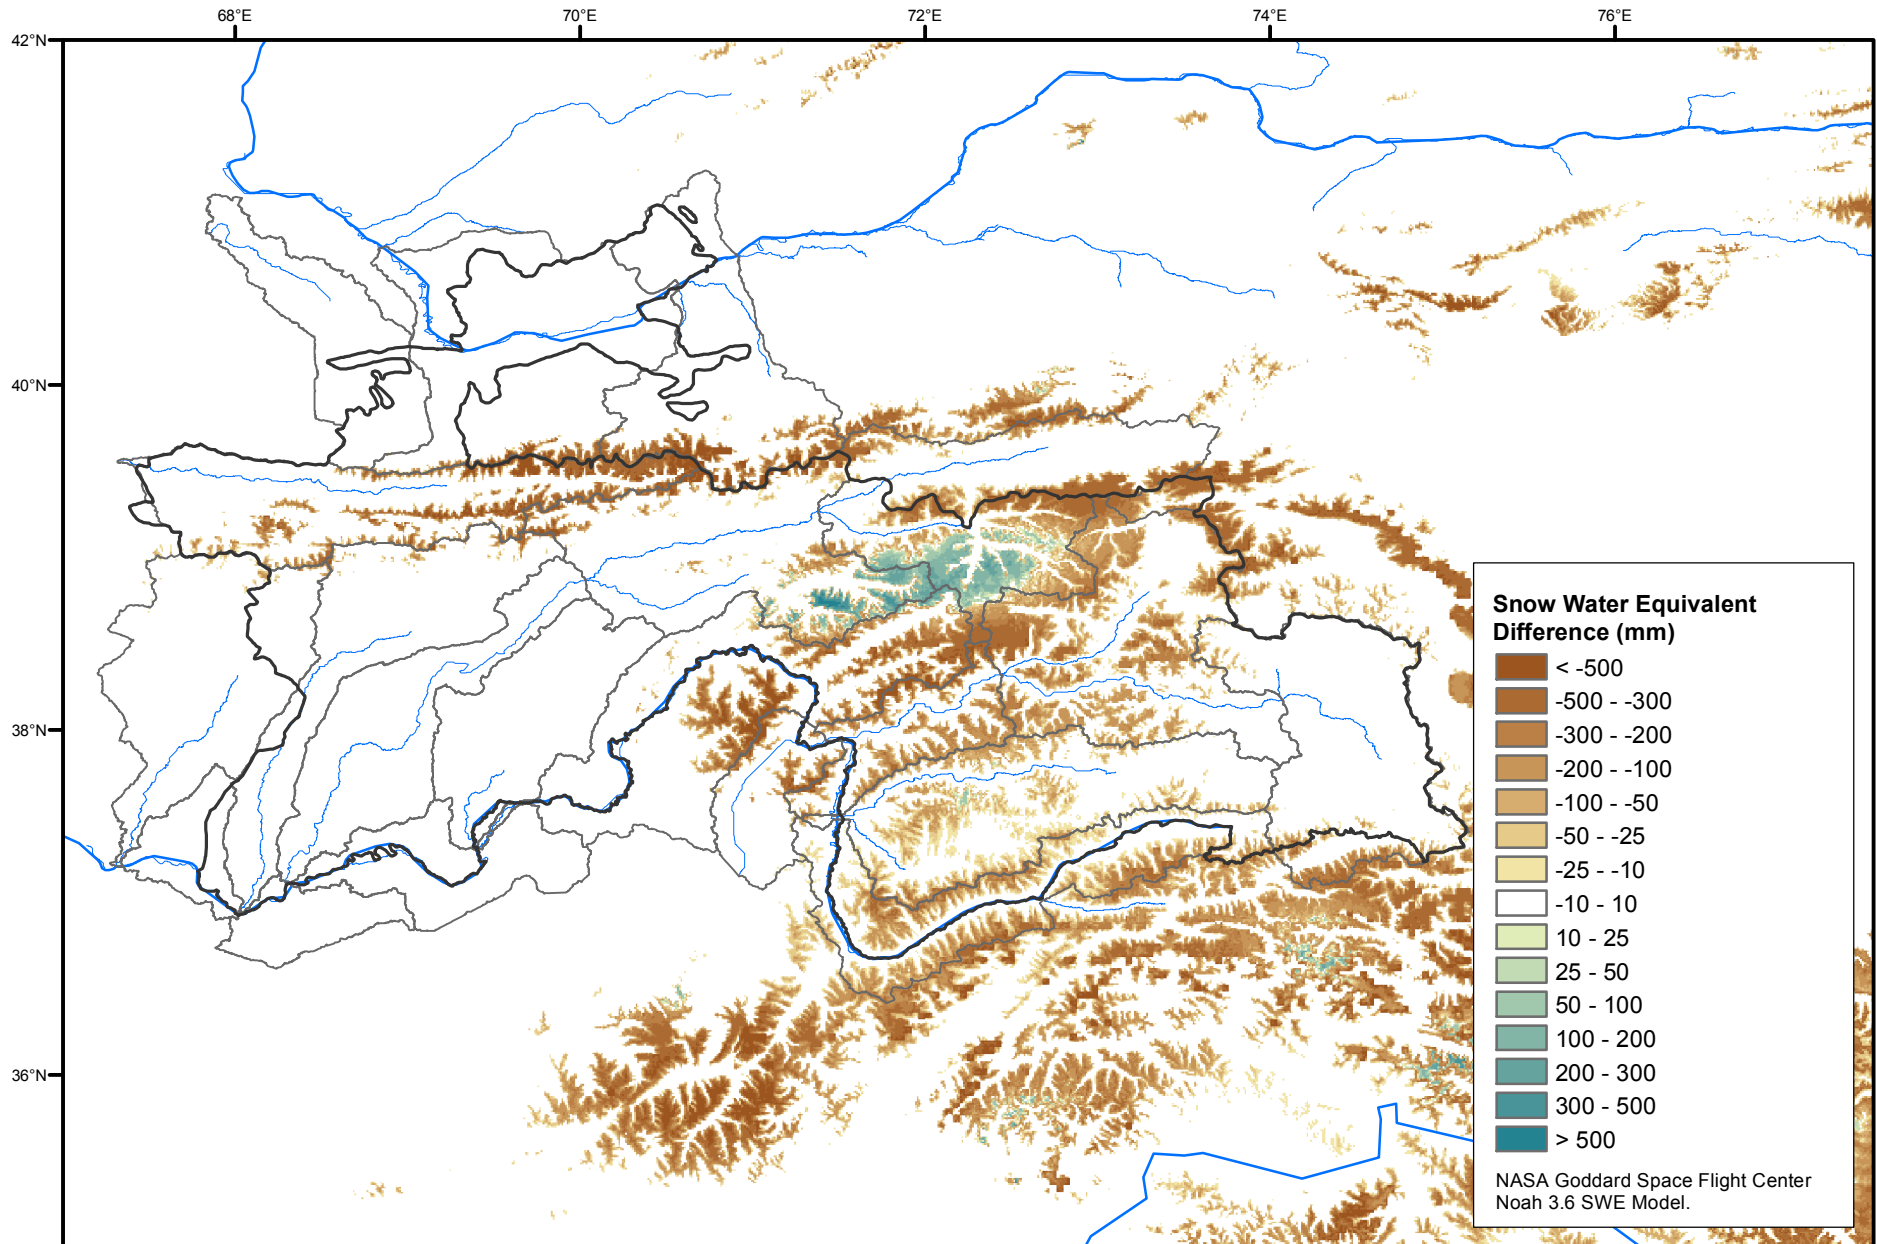 68°E
70°E
72°E
74°E
76°E
42°N
40°N
38°N
36°N
Snow Water Equivalent
Difference (mm)
< -500
-500 - -300
-300 - -200
-200 - -100
-100 - -50
-50 - -25
-25 - -10
-10 - 10
10 - 25
25 - 50
50 - 100
100 - 200
200 - 300
300 - 500
> 500
NASA Goddard Space Flight Center
Noah 3.6 SWE Model.